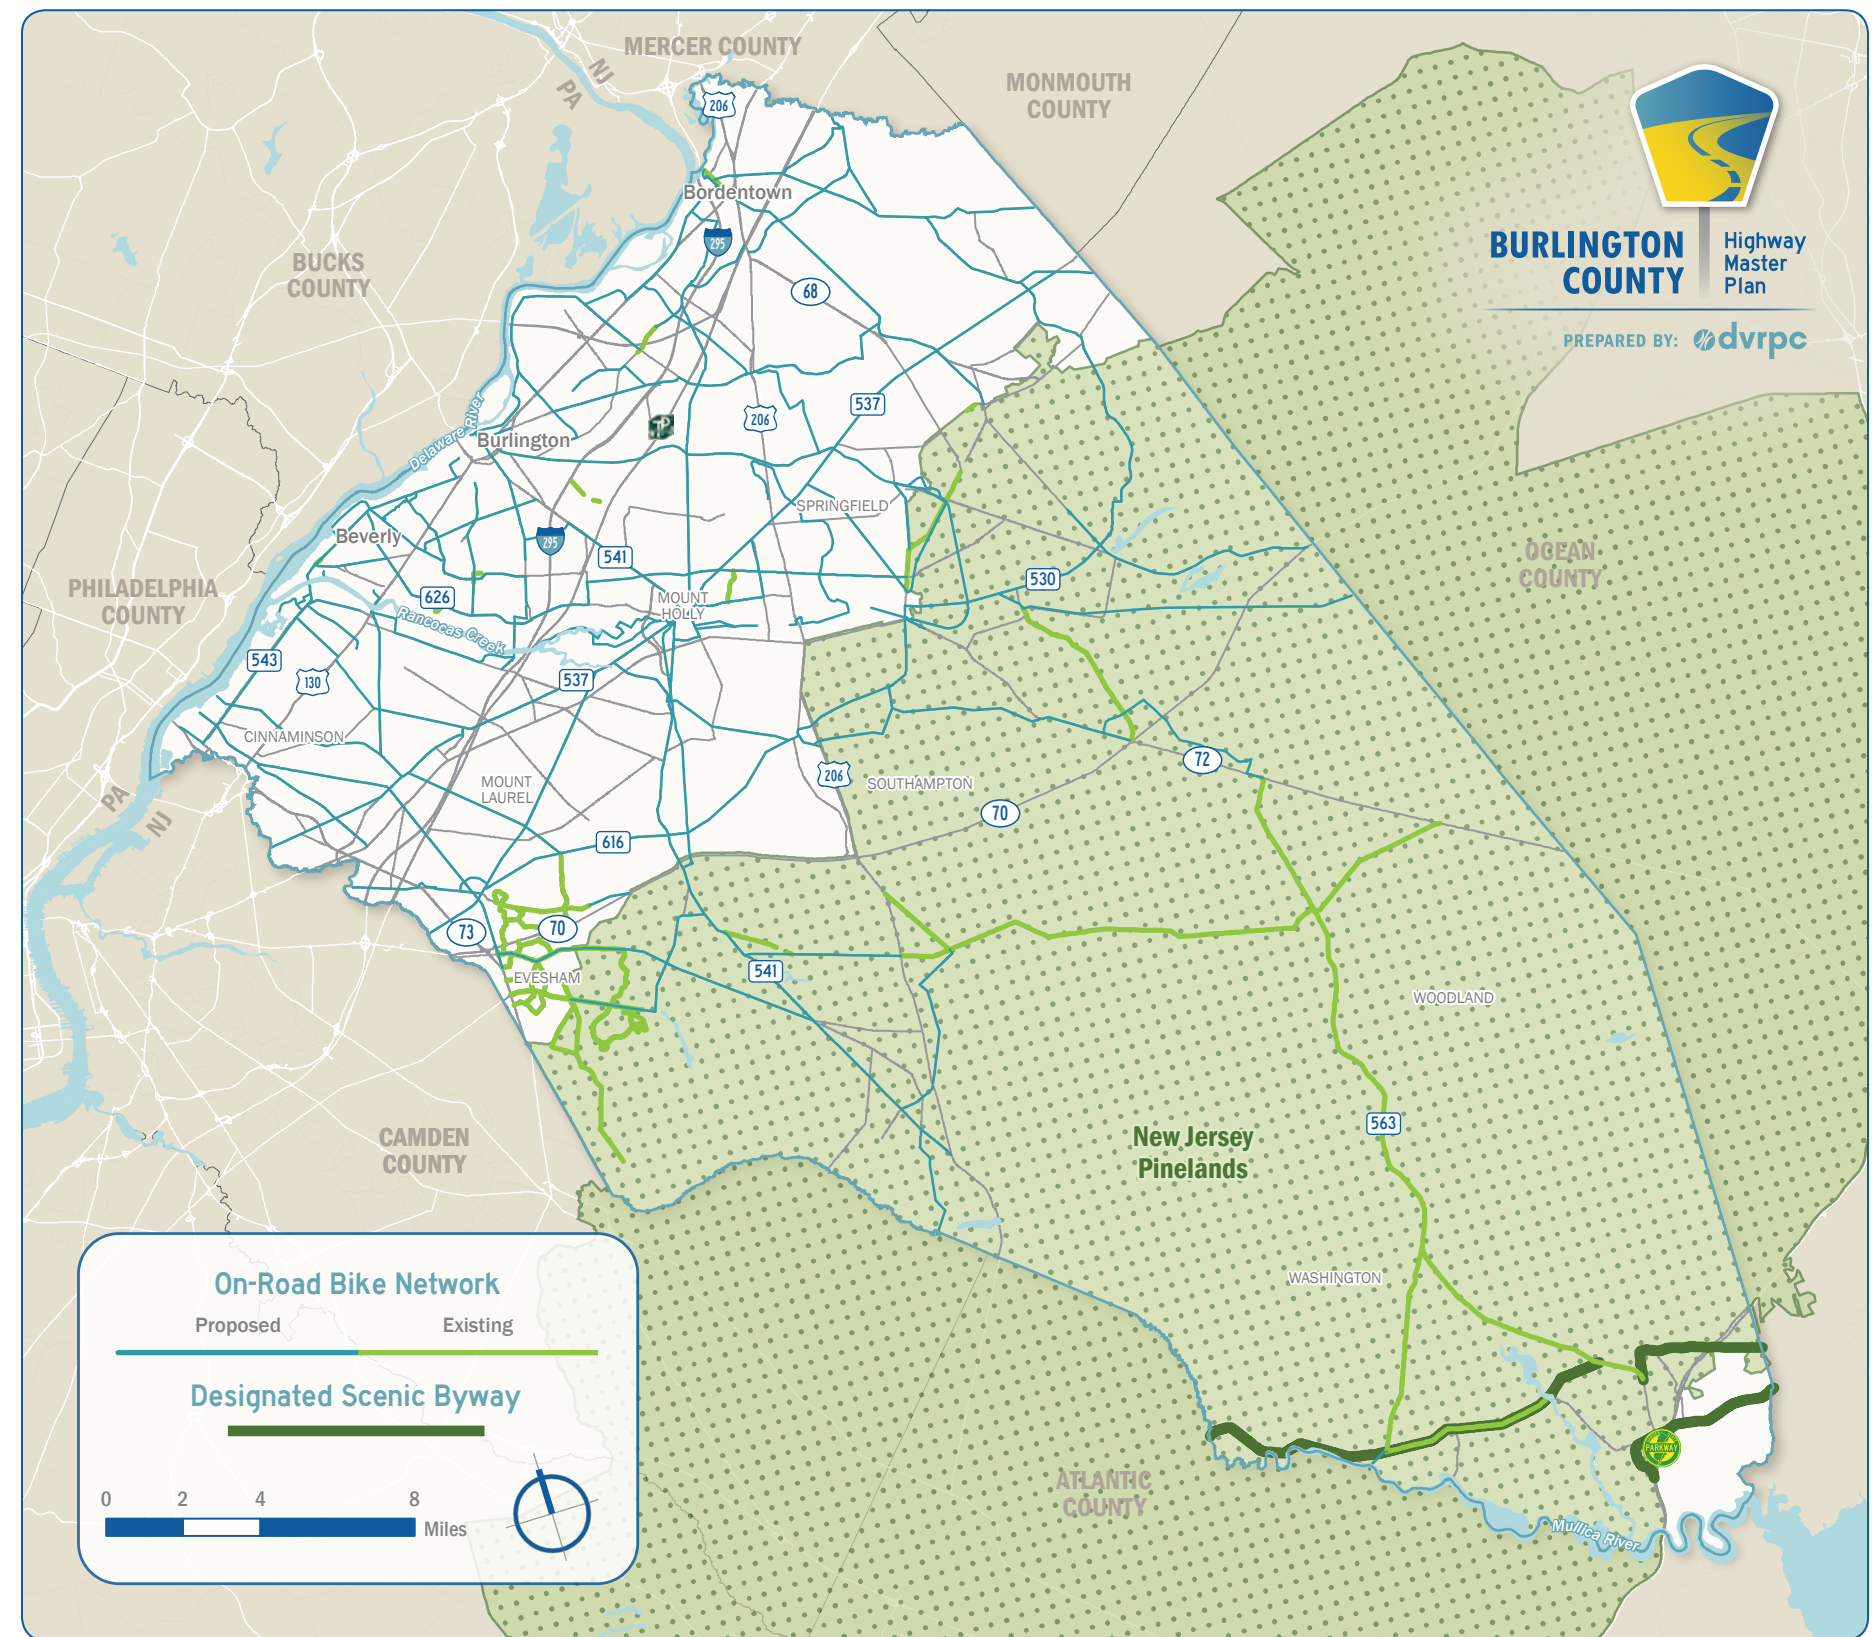 MERCER COUNTY
NJ
PA
MONMOUTH
COUNTY
206
Bordentown
295
BURLINGTON
COUNTY
Highway
Master
Plan
PREPARED BY:
dvrpc
BUCKS
COUNTY
68
537
206
TP
Delaware River
Burlington
SPRINGFIELD
Beverly
295
541
OCEAN
COUNTY
PHILADELPHIA
COUNTY
626
MOUNT
HOLLY
530
Rancocas Creek
543
130
537
CINNAMINSON
MOUNT
LAUREL
206
SOUTHAMPTON
72
70
PA
NJ
616
73
70
EVESHAM
541
WOODLAND
CAMDEN
COUNTY
New Jersey
Pinelands
563
WASHINGTON
On-Road Bike Network
Proposed
Existing
Designated Scenic Byway
0
2
4
8
Miles
PARKWAY
ATLANTIC
COUNTY
Mullica River